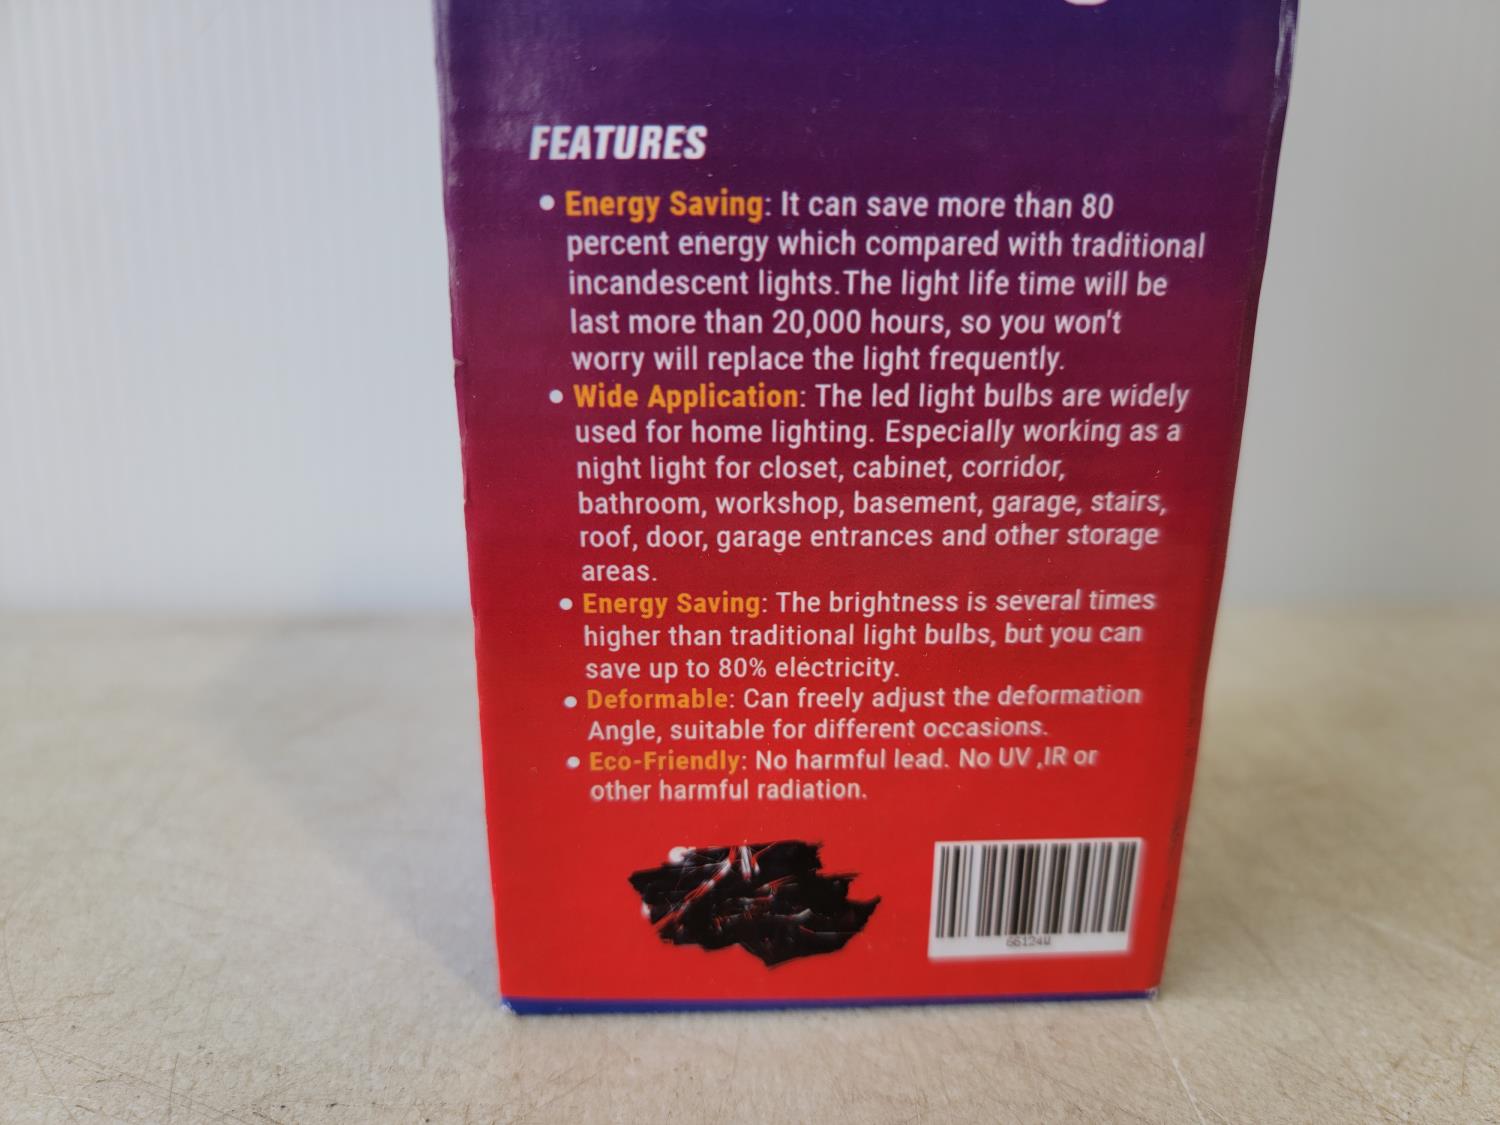 FEATURES
• Energy Saving: It can save more than 80
percent energy which compared with traditional
incandescent lights.The light life time will be
last more than 20,000 hours, so you won't
worry will replace the light frequently.
• Wide Application: The led light bulbs are widely
used for home lighting. Especially working as a
night light for closet, cabinet, corridor,
bathroom, workshop, basement, garage, stairs,
roof, door, garage entrances and other storage
areas.
• Energy Saving: The brightness is several times
higher than traditional light bulbs, but you can
save up to 80% electricity.
• Deformable: Can freely adjust the deformation
Angle, suitable for different occasions.
• Eco-Friendly: No harmful lead. No UV ,IR or
other harmful radiation.
66124W